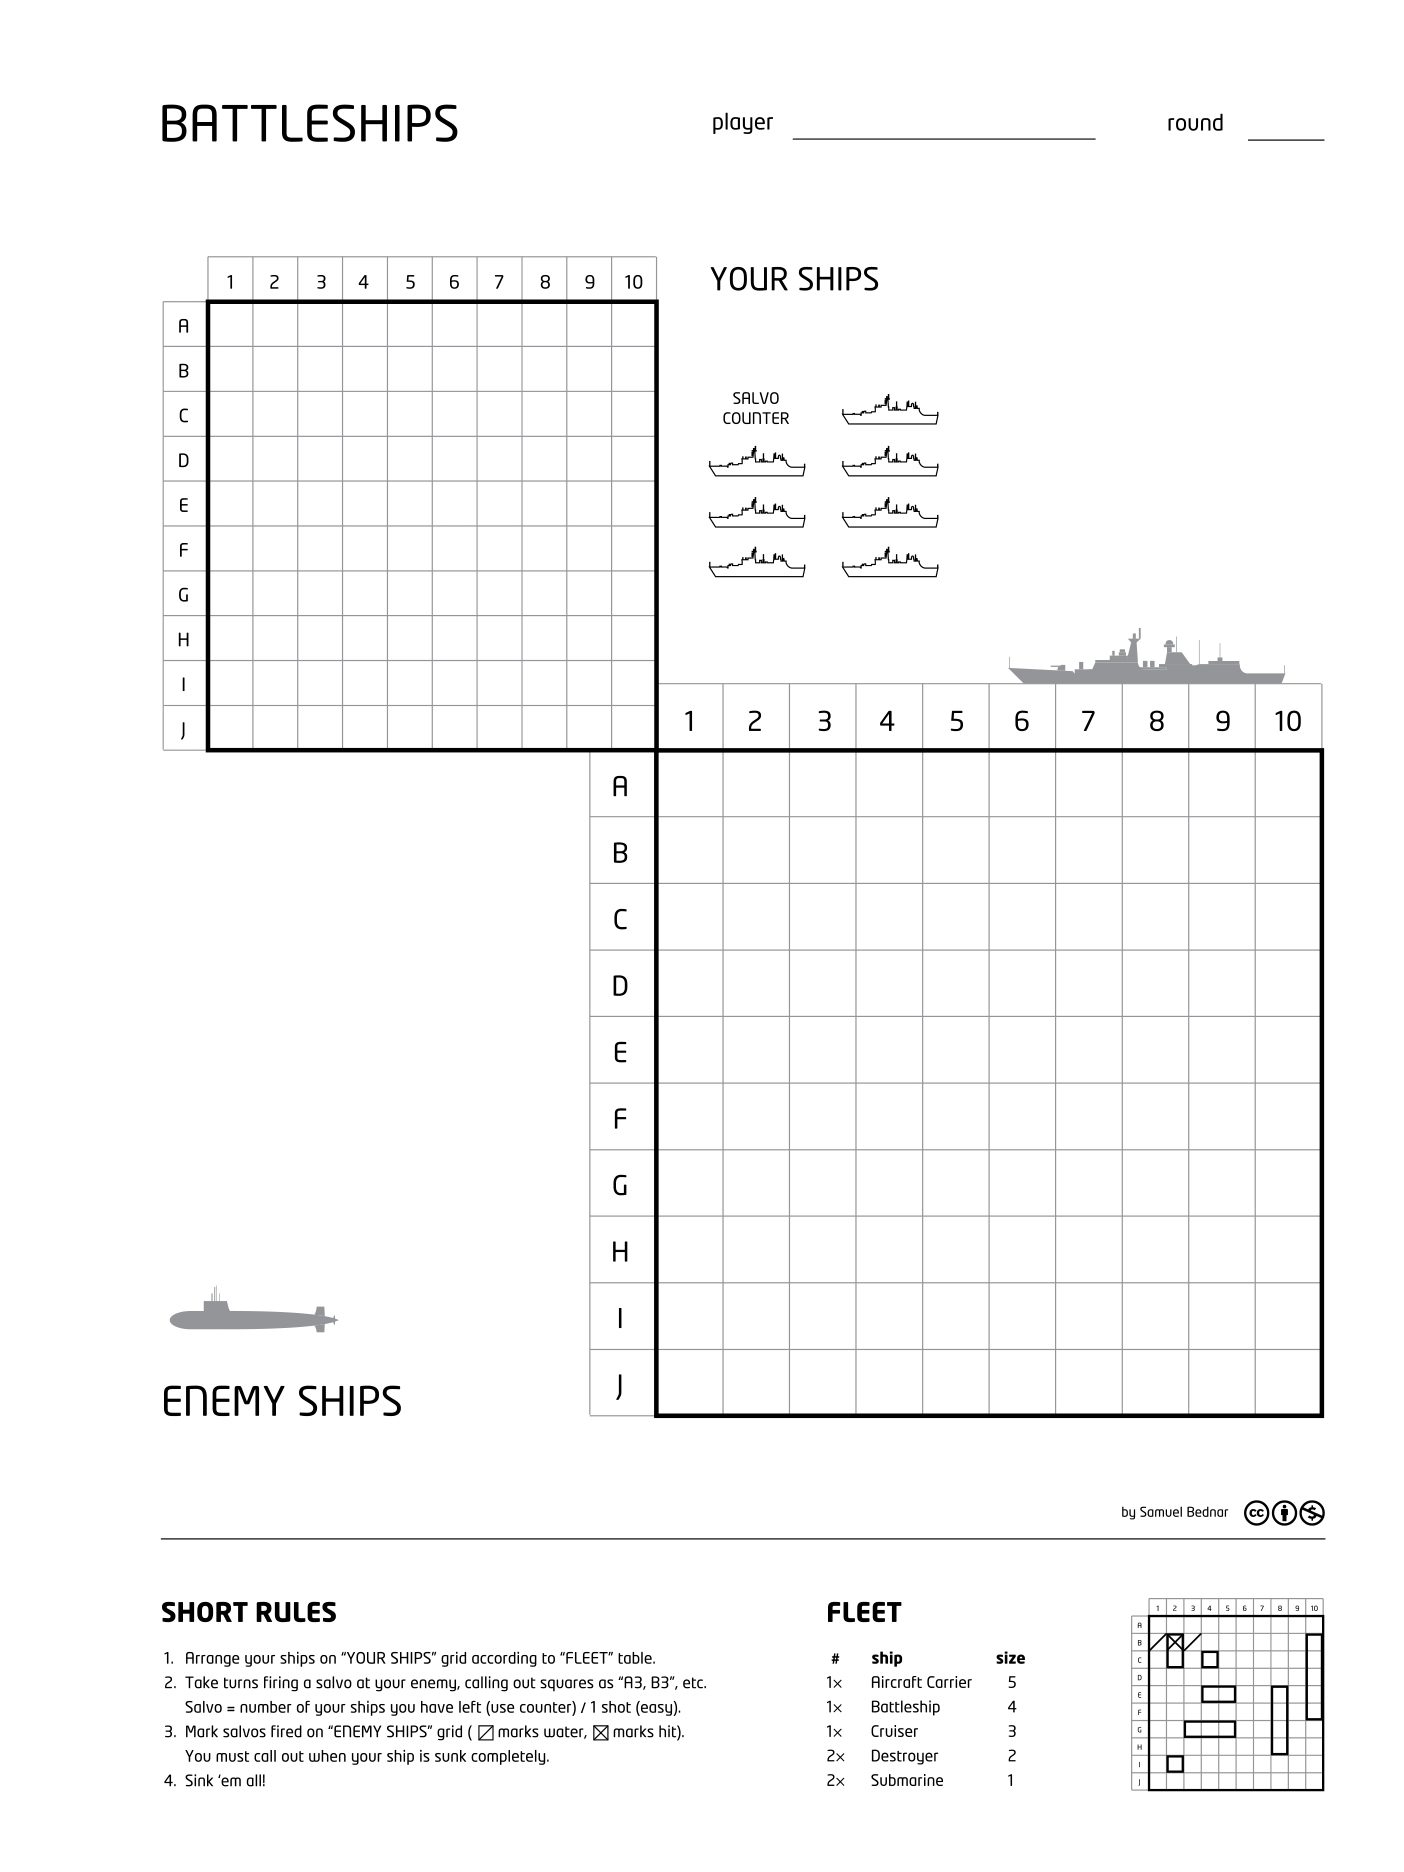 BATTLESHIPS player round
1 2 3 4 5 6 7 8 9 10
YOUR SHIPS
A
B
C
D
E
F
G
H
I
J
SALVO
COUNTER
1 2 3 4 5 6 7 8 9 10
A
B
C
D
E
F
G
H
I
J
ENEMY SHIPS
by Samuel Bednar cc $
SHORT RULES
1. Arrange your ships on “YOUR SHIPS” grid according to “FLEET” table.
2. Take turns firing a salvo at your enemy, calling out squares as “A3, B3”, etc.
Salvo = number of your ships you have left (use counter) / 1 shot (easy).
3. Mark salvos fired on “ENEMY SHIPS” grid ( marks water, marks hit).
You must call out when your ship is sunk completely.
4. Sink ‘em all!
FLEET
# ship size
1× Aircraft Carrier 5
1× Battleship 4
1× Cruiser 3
2× Destroyer 2
2× Submarine 1
1 2 3 4 5 6 7 8 9 10
A
B
C
D
E
F
G
H
I
J